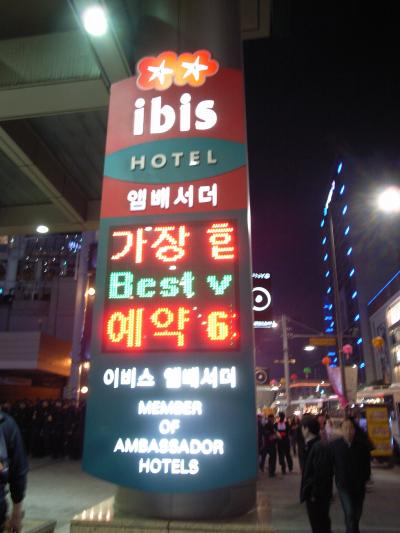 ibis
HOTEL
앰배서더
가장
Best v
예약 6
이비스 앰배서더
MEMBER
OF
AMBASSADOR
HOTELS